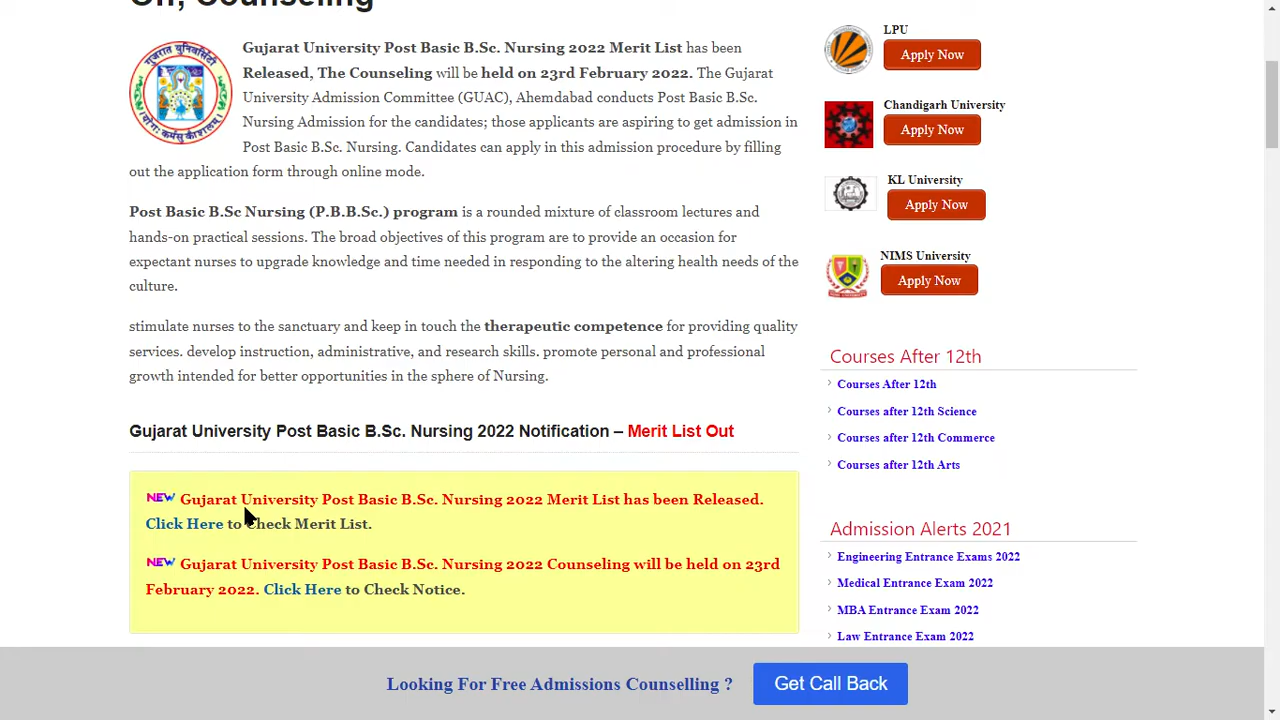 On, Counseling
Gujarat University Post Basic B.Sc. Nursing 2022 Merit List has been
Released, The Counseling will be held on 23rd February 2022. The Gujarat
University Admission Committee (GUAC), Ahemdabad conducts Post Basic B.Sc.
Nursing Admission for the candidates; those applicants are aspiring to get admission in
Post Basic B.Sc. Nursing. Candidates can apply in this admission procedure by filling
out the application form through online mode.
Post Basic B.Sc Nursing (P.B.B.Sc.) program is a rounded mixture of classroom lectures and
hands-on practical sessions. The broad objectives of this program are to provide an occasion for
expectant nurses to upgrade knowledge and time needed in responding to the altering health needs of the
culture.
stimulate nurses to the sanctuary and keep in touch the therapeutic competence for providing quality
services. develop instruction, administrative, and research skills. promote personal and professional
growth intended for better opportunities in the sphere of Nursing.
Gujarat University Post Basic B.Sc. Nursing 2022 Notification – Merit List Out
NEW Gujarat University Post Basic B.Sc. Nursing 2022 Merit List has been Released.
Click Here to Check Merit List.
NEW Gujarat University Post Basic B.Sc. Nursing 2022 Counseling will be held on 23rd
February 2022. Click Here to Check Notice.
LPU
Apply Now
Chandigarh University
Apply Now
KL University
Apply Now
NIMS University
Apply Now
Courses After 12th
Courses After 12th
Courses after 12th Science
Courses after 12th Commerce
Courses after 12th Arts
Admission Alerts 2021
Engineering Entrance Exams 2022
Medical Entrance Exam 2022
MBA Entrance Exam 2022
Law Entrance Exam 2022
Looking For Free Admissions Counselling ?
Get Call Back